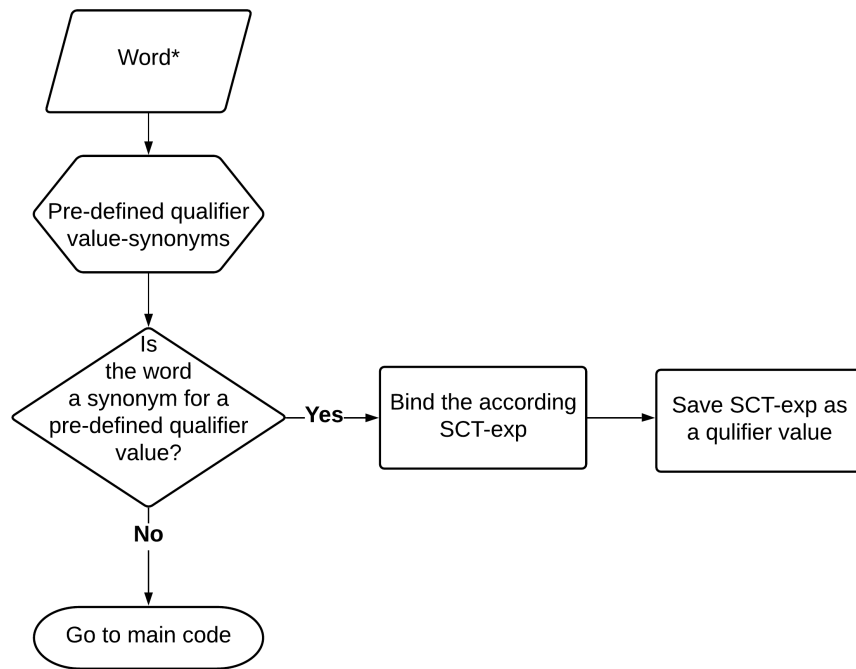 Word*
Pre-defined qualifier
value-synonyms
Is
the word
a synonym for a
pre-defined qualifier
value?
Yes
Bind the according
SCT-exp
Save SCT-exp as
a qulifier value
No
Go to main code